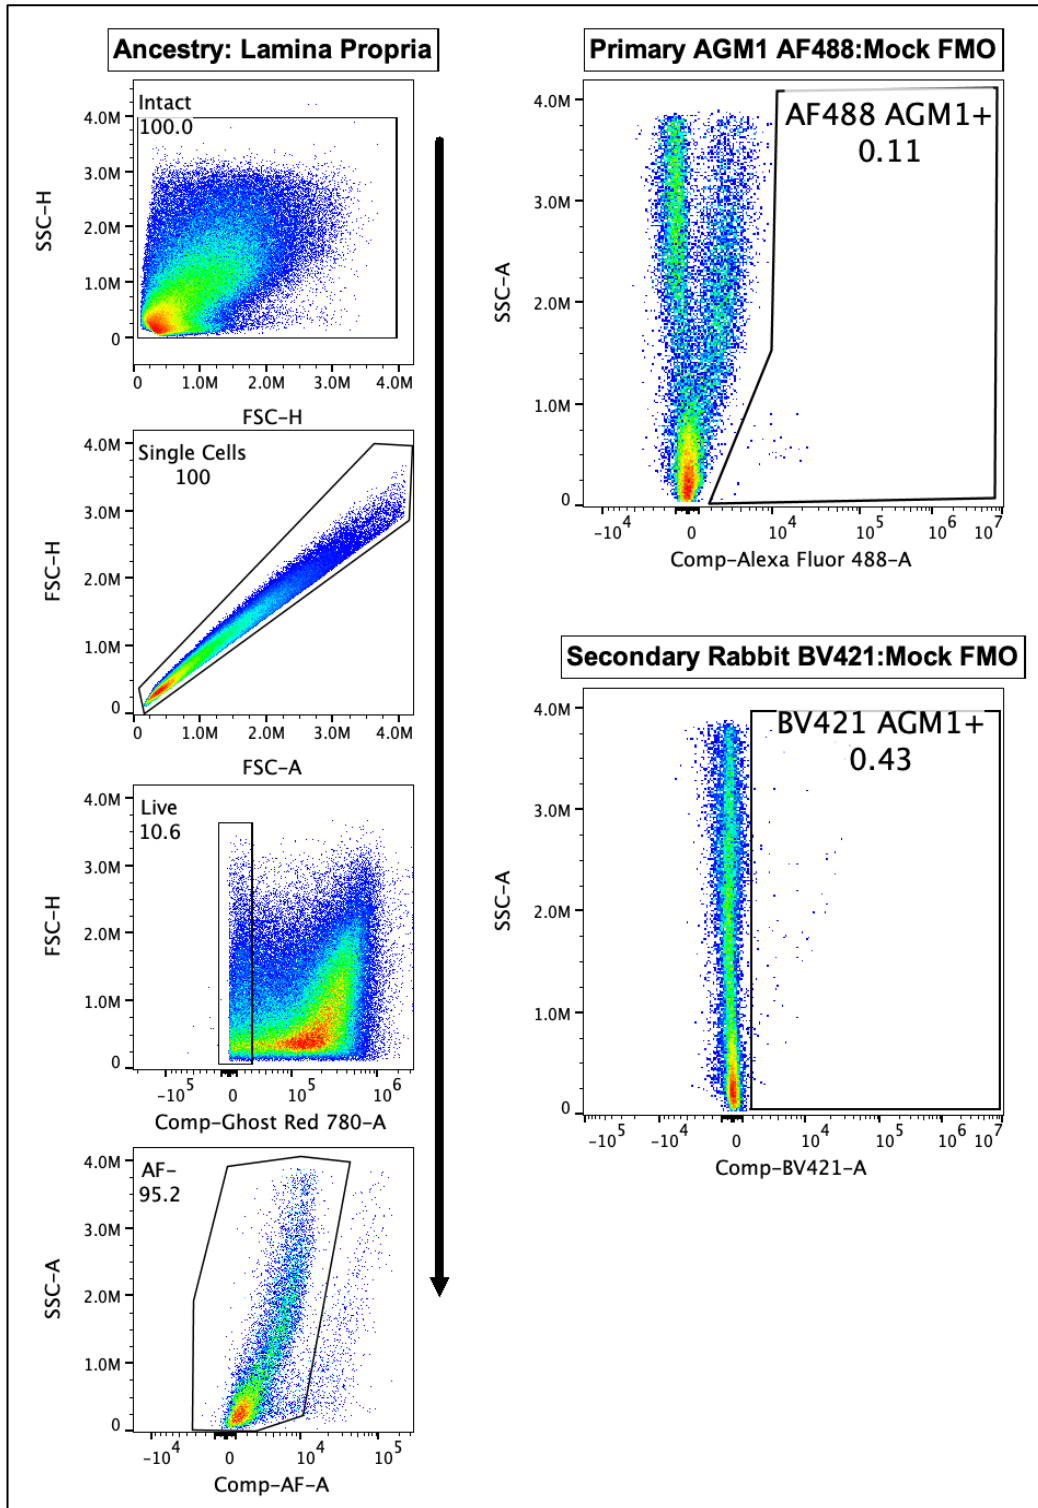 Ancestry: Lamina Propria
Intact
100.0
4.0M
3.0M
2.0M
1.0M
0
SSC-H
0 1.0M 2.0M 3.0M 4.0M
FSC-H
Single Cells
100
4.0M
3.0M
2.0M
1.0M
0
FSC-H
0 1.0M 2.0M 3.0M 4.0M
FSC-A
Live
10.6
4.0M
3.0M
2.0M
1.0M
0
FSC-H
-10^5 0 10^5 10^6
Comp-Ghost Red 780-A
AF-
95.2
4.0M
3.0M
2.0M
1.0M
0
SSC-A
-10^4 0 10^4 10^5
Comp-AF-A
Primary AGM1 AF488:Mock FMO
AF488 AGM1+
0.11
4.0M
3.0M
2.0M
1.0M
0
SSC-A
-10^4 0 10^4 10^5 10^6 10^7
Comp-Alexa Fluor 488-A
Secondary Rabbit BV421:Mock FMO
BV421 AGM1+
0.43
4.0M
3.0M
2.0M
1.0M
0
SSC-A
-10^5 -10^4 0 10^4 10^5 10^6 10^7
Comp-BV421-A